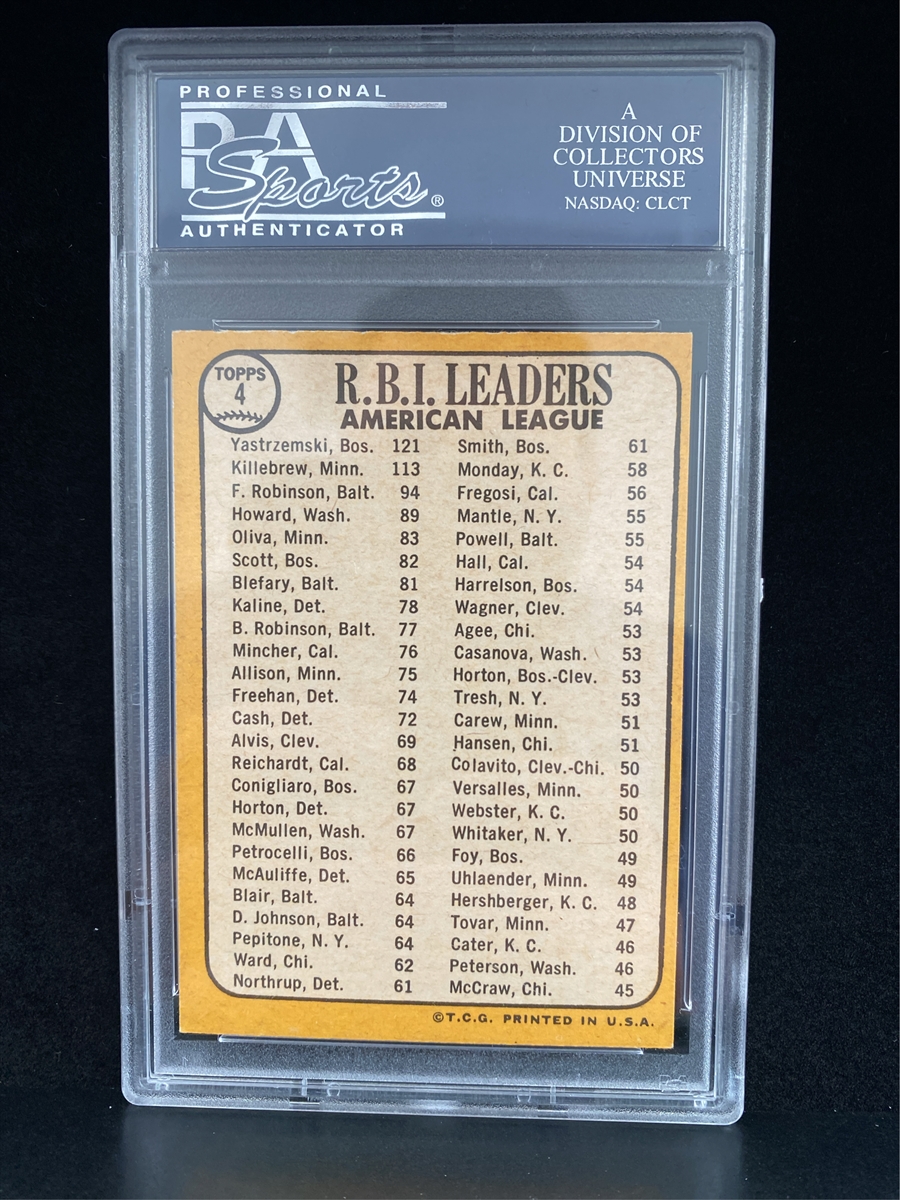 PROFESSIONAL
PSA
Sports®
AUTHENTICATOR
A
DIVISION OF
COLLECTORS
UNIVERSE
NASDAQ: CLCT
TOPPS
4
R.B.I. LEADERS
AMERICAN LEAGUE
Yastrzemski, Bos. 121
Killebrew, Minn. 113
F. Robinson, Balt. 94
Howard, Wash. 89
Oliva, Minn. 83
Scott, Bos. 82
Blefary, Balt. 81
Kaline, Det. 78
B. Robinson, Balt. 77
Mincher, Cal. 76
Allison, Minn. 75
Freehan, Det. 74
Cash, Det. 72
Alvis, Clev. 69
Reichardt, Cal. 68
Conigliaro, Bos. 67
Horton, Det. 67
McMullen, Wash. 67
Petrocelli, Bos. 66
McAuliffe, Det. 65
Blair, Balt. 64
D. Johnson, Balt. 64
Pepitone, N. Y. 64
Ward, Chi. 62
Northrup, Det. 61
Smith, Bos. 61
Monday, K. C. 58
Fregosi, Cal. 56
Mantle, N. Y. 55
Powell, Balt. 55
Hall, Cal. 54
Harrelson, Bos. 54
Wagner, Clev. 54
Agee, Chi. 53
Casanova, Wash. 53
Horton, Bos.-Clev. 53
Tresh, N. Y. 53
Carew, Minn. 51
Hansen, Chi. 51
Colavito, Clev.-Chi. 50
Versalles, Minn. 50
Webster, K. C. 50
Whitaker, N. Y. 50
Foy, Bos. 49
Uhlaender, Minn. 49
Hershberger, K. C. 48
Tovar, Minn. 47
Cater, K. C. 46
Peterson, Wash. 46
McCraw, Chi. 45
©T.C.G. PRINTED IN U.S.A.
PSA